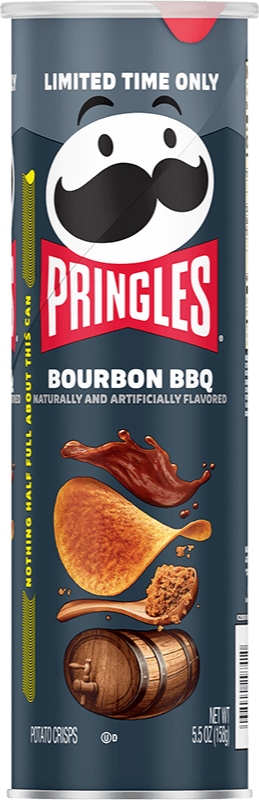 LIMITED TIME ONLY
PRINGLES
BOURBON BBQ
NATURALLY AND ARTIFICIALLY FLAVORED
NOTHING HALF FULL ABOUT THIS CAN
POTATO CRISPS
U D
NET WT
5.5 OZ (158g)